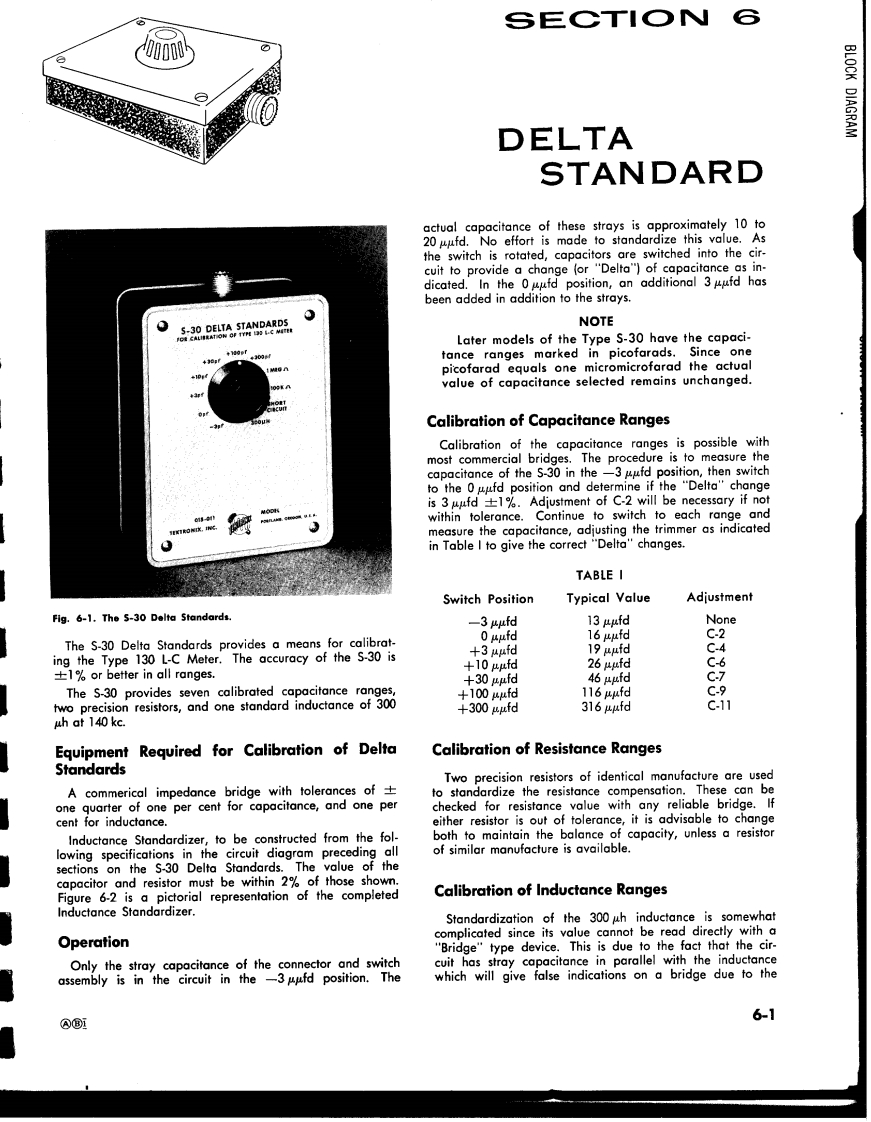 SECTION 6
BLOCK DIAGRAM
DELTA
STANDARD
S-30 DELTA STANDARDS
FOR CALIBRATION OF TYPE 130 L-C METER
+100pf
+30pf
+300pf
+10pf
1 MEG Ω
+3pf
100K Ω
0pf
SHORT
CIRCUIT
-3pf
300μH
015-011
MODEL
TEKTRONIX, INC.
PORTLAND, OREGON, U.S.A.
Fig. 6-1. The S-30 Delta Standards.
The S-30 Delta Standards provides a means for calibrat-
ing the Type 130 L-C Meter. The accuracy of the S-30 is
±1% or better in all ranges.
The S-30 provides seven calibrated capacitance ranges,
two precision resistors, and one standard inductance of 300
μh at 140 kc.
Equipment Required for Calibration of Delta
Standards
A commerical impedance bridge with tolerances of ±
one quarter of one per cent for capacitance, and one per
cent for inductance.
Inductance Standardizer, to be constructed from the fol-
lowing specifications in the circuit diagram preceding all
sections on the S-30 Delta Standards. The value of the
capacitor and resistor must be within 2% of those shown.
Figure 6-2 is a pictorial representation of the completed
Inductance Standardizer.
Operation
Only the stray capacitance of the connector and switch
assembly is in the circuit in the —3 μμfd position. The
actual capacitance of these strays is approximately 10 to
20 μμfd. No effort is made to standardize this value. As
the switch is rotated, capacitors are switched into the cir-
cuit to provide a change (or "Delta") of capacitance as in-
dicated. In the 0 μμfd position, an additional 3 μμfd has
been added in addition to the strays.
NOTE
Later models of the Type S-30 have the capaci-
tance ranges marked in picofarads. Since one
picofarad equals one micromicrofarad the actual
value of capacitance selected remains unchanged.
Calibration of Capacitance Ranges
Calibration of the capacitance ranges is possible with
most commercial bridges. The procedure is to measure the
capacitance of the S-30 in the —3 μμfd position, then switch
to the 0 μμfd position and determine if the "Delta" change
is 3 μμfd ±1%. Adjustment of C-2 will be necessary if not
within tolerance. Continue to switch to each range and
measure the capacitance, adjusting the trimmer as indicated
in Table I to give the correct "Delta" changes.
TABLE I
Switch Position Typical Value Adjustment
—3 μμfd 13 μμfd None
0 μμfd 16 μμfd C-2
+3 μμfd 19 μμfd C-4
+10 μμfd 26 μμfd C-6
+30 μμfd 46 μμfd C-7
+100 μμfd 116 μμfd C-9
+300 μμfd 316 μμfd C-11
Calibration of Resistance Ranges
Two precision resistors of identical manufacture are used
to standardize the resistance compensation. These can be
checked for resistance value with any reliable bridge. If
either resistor is out of tolerance, it is advisable to change
both to maintain the balance of capacity, unless a resistor
of similar manufacture is available.
Calibration of Inductance Ranges
Standardization of the 300 μh inductance is somewhat
complicated since its value cannot be read directly with a
"Bridge" type device. This is due to the fact that the cir-
cuit has stray capacitance in parallel with the inductance
which will give false indications on a bridge due to the
ⒶⒷ1
6-1